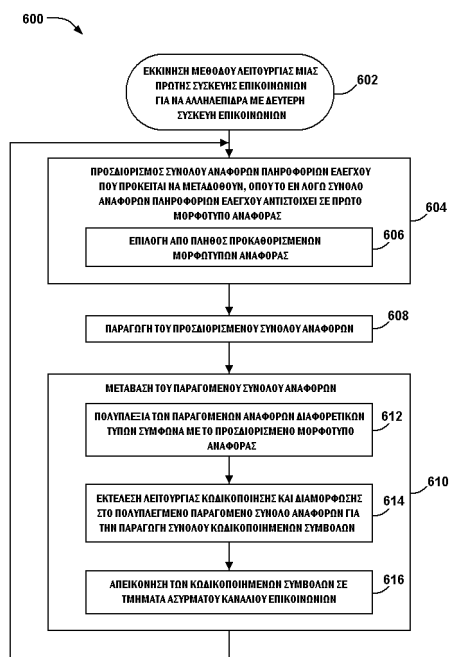 600
ΕΚΚΙΝΗΣΗ ΜΕΘΟΔΟΥ ΛΕΙΤΟΥΡΓΙΑΣ ΜΙΑΣ
ΠΡΩΤΗΣ ΣΥΣΚΕΥΗΣ ΕΠΙΚΟΙΝΩΝΙΩΝ
ΓΙΑ ΝΑ ΑΛΛΗΛΕΠΙΔΡΑ ΜΕ ΔΕΥΤΕΡΗ
ΣΥΣΚΕΥΗ ΕΠΙΚΟΙΝΩΝΙΩΝ
602
ΠΡΟΣΔΙΟΡΙΣΜΟΣ ΣΥΝΟΛΟΥ ΑΝΑΦΟΡΩΝ ΠΛΗΡΟΦΟΡΙΩΝ ΕΛΕΓΧΟΥ
ΠΟΥ ΠΡΟΚΕΙΤΑΙ ΝΑ ΜΕΤΑΔΟΘΟΥΝ, ΟΠΟΥ ΤΟ ΕΝ ΛΟΓΩ ΣΥΝΟΛΟ
ΑΝΑΦΟΡΩΝ ΠΛΗΡΟΦΟΡΙΩΝ ΕΛΕΓΧΟΥ ΑΝΤΙΣΤΟΙΧΕΙ ΣΕ ΠΡΩΤΟ
ΜΟΡΦΟΤΥΠΟ ΑΝΑΦΟΡΑΣ
604
ΕΠΙΛΟΓΗ ΑΠΟ ΠΛΗΘΟΣ ΠΡΟΚΑΘΟΡΙΣΜΕΝΩΝ
ΜΟΡΦΩΤΥΠΩΝ ΑΝΑΦΟΡΑΣ
606
ΠΑΡΑΓΩΓΗ ΤΟΥ ΠΡΟΣΔΙΟΡΙΣΜΕΝΟΥ ΣΥΝΟΛΟΥ ΑΝΑΦΟΡΩΝ
608
ΜΕΤΑΒΑΣΗ ΤΟΥ ΠΑΡΑΓΟΜΕΝΟΥ ΣΥΝΟΛΟΥ ΑΝΑΦΟΡΩΝ
610
ΠΟΛΥΠΛΕΞΙΑ ΤΩΝ ΠΑΡΑΓΟΜΕΝΩΝ ΑΝΑΦΟΡΩΝ ΔΙΑΦΟΡΕΤΙΚΩΝ
ΤΥΠΩΝ ΣΥΜΦΩΝΑ ΜΕ ΤΟ ΠΡΟΣΔΙΟΡΙΣΜΕΝΟ ΜΟΡΦΟΤΥΠΟ
ΑΝΑΦΟΡΑΣ
612
ΕΚΤΕΛΕΣΗ ΛΕΙΤΟΥΡΓΙΑΣ ΚΩΔΙΚΟΠΟΙΗΣΗΣ ΚΑΙ ΔΙΑΜΟΡΦΩΣΗΣ
ΣΤΟ ΠΟΛΥΠΛΕΓΜΕΝΟ ΠΑΡΑΓΟΜΕΝΟ ΣΥΝΟΛΟ ΑΝΑΦΟΡΩΝ ΓΙΑ
ΤΗΝ ΠΑΡΑΓΩΓΗ ΣΥΝΟΛΟΥ ΚΩΔΙΚΟΠΟΙΗΜΕΝΩΝ ΣΥΜΒΟΛΩΝ
614
ΑΠΕΙΚΟΝΗΣΗ ΤΩΝ ΚΩΔΙΚΟΠΟΙΗΜΕΝΩΝ ΣΥΜΒΟΛΩΝ ΣΕ
ΤΜΗΜΑΤΑ ΑΣΥΡΜΑΤΟΥ ΚΑΝΑΛΙΟΥ ΕΠΙΚΟΙΝΩΝΙΩΝ
616